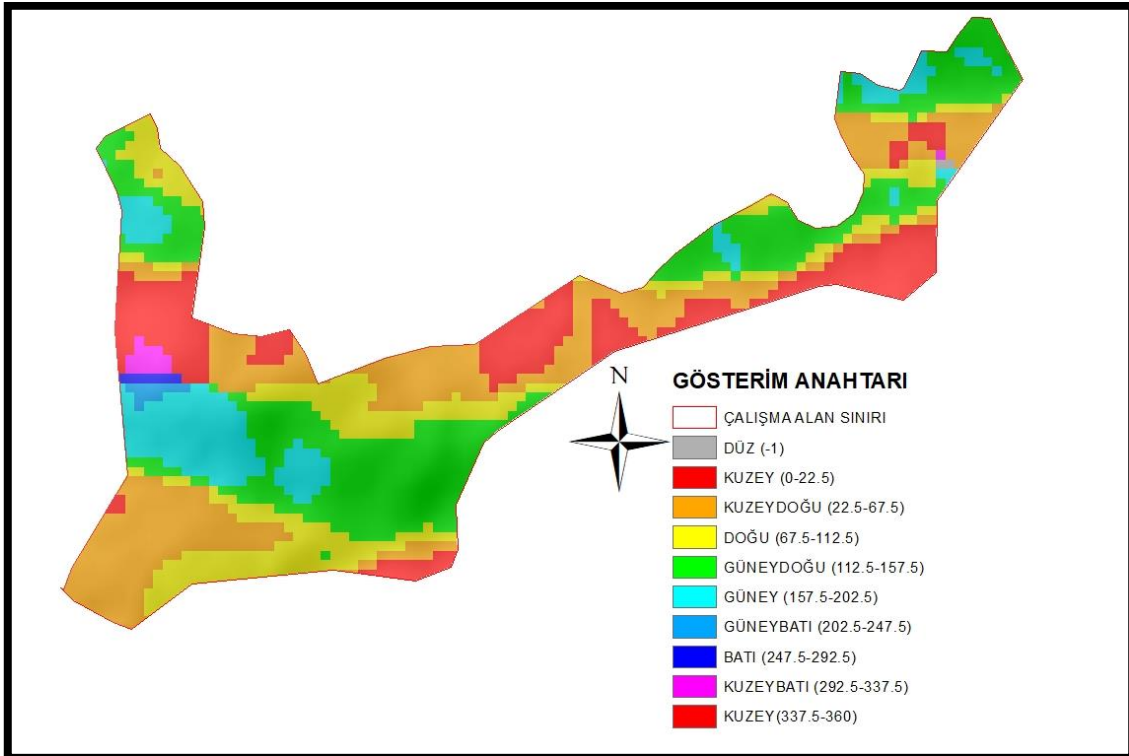 N
GÖSTERİM ANAHTARI
ÇALIŞMA ALAN SINIRI
DÜZ (-1)
KUZEY (0-22.5)
KUZEYDOĞU (22.5-67.5)
DOĞU (67.5-112.5)
GÜNEYDOĞU (112.5-157.5)
GÜNEY (157.5-202.5)
GÜNEYBATI (202.5-247.5)
BATI (247.5-292.5)
KUZEYBATI (292.5-337.5)
KUZEY(337.5-360)